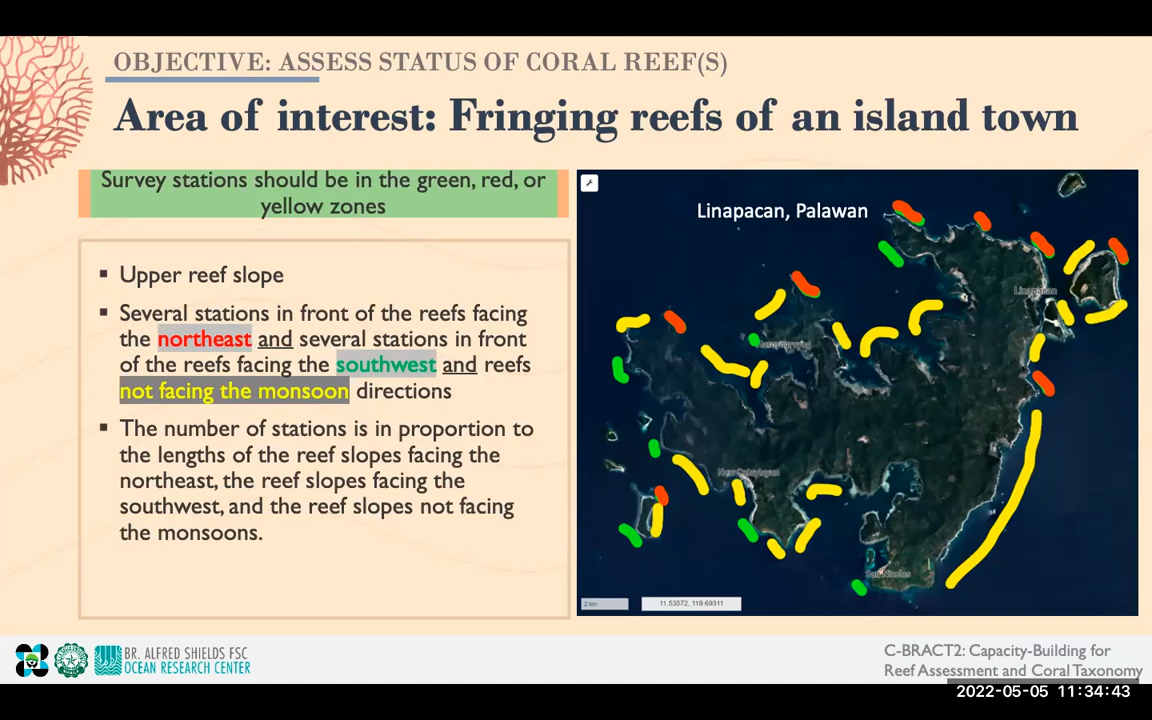 OBJECTIVE: ASSESS STATUS OF CORAL REEF(S)
Area of interest: Fringing reefs of an island town
Survey stations should be in the green, red, or
yellow zones
▪ Upper reef slope
▪ Several stations in front of the reefs facing
the northeast and several stations in front
of the reefs facing the southwest and reefs
not facing the monsoon directions
▪ The number of stations is in proportion to
the lengths of the reef slopes facing the
northeast, the reef slopes facing the
southwest, and the reef slopes not facing
the monsoons.
Linapacan, Palawan
Linapacan
San Nicolas
2 km
11.53572, 119.69311
BR. ALFRED SHIELDS FSC
OCEAN RESEARCH CENTER
C-BRACT2: Capacity-Building for
Reef Assessment and Coral Taxonomy
2022-05-05 11:34:43